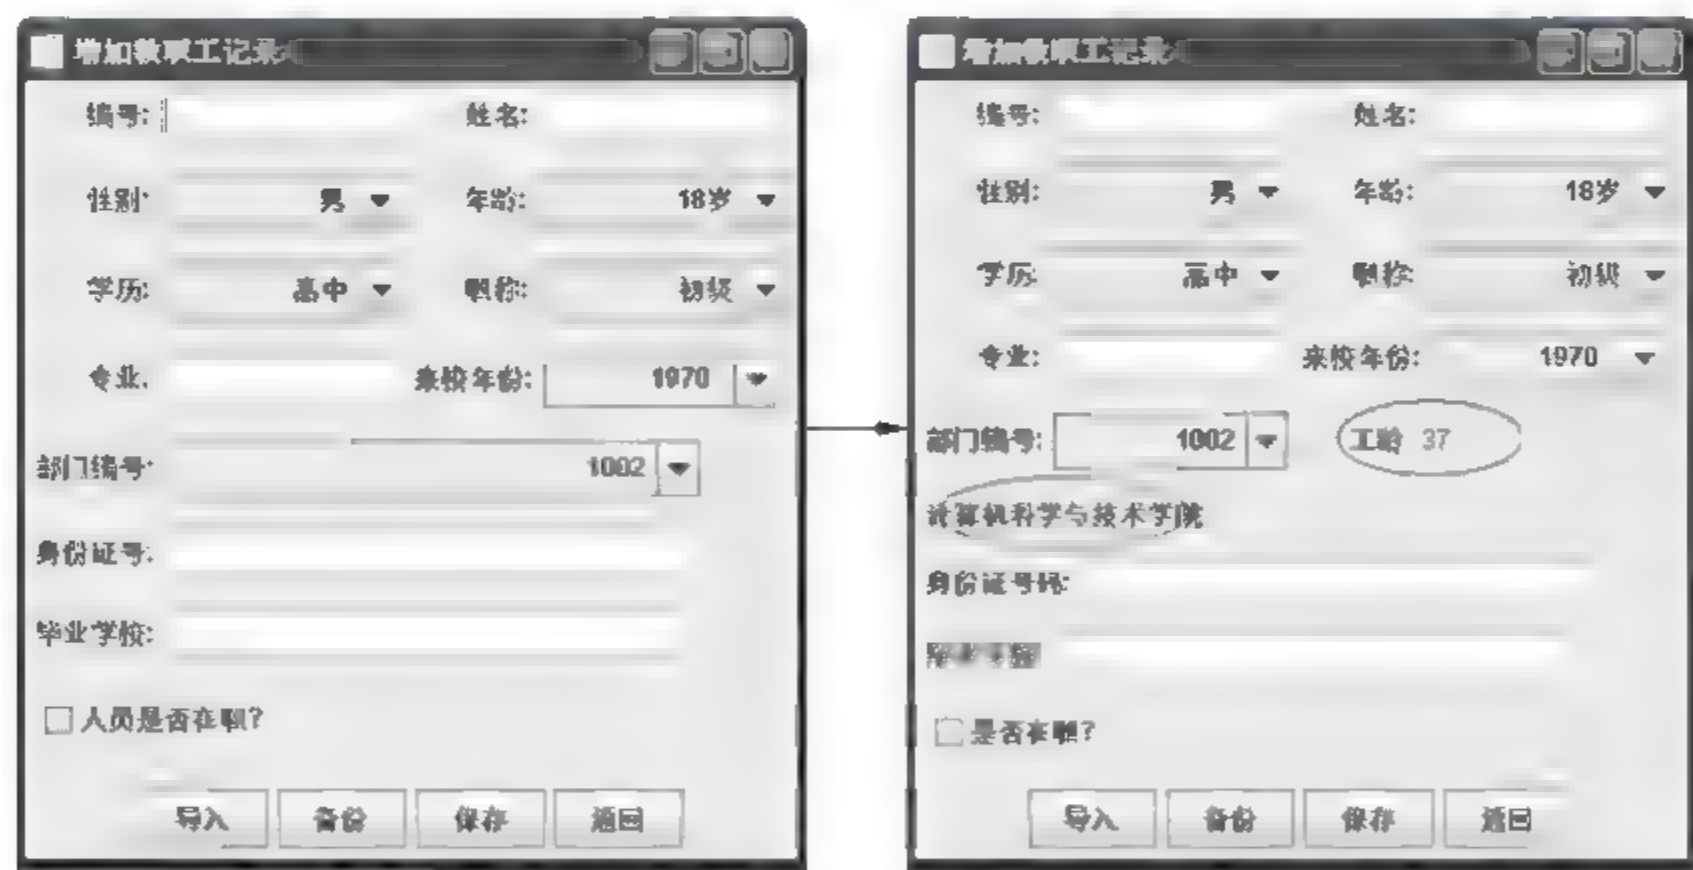 增加教职工记录
编号: 姓名:
性别: 男 年龄: 18岁
学历: 高中 职称: 初级
专业: 来校年份: 1970
部门编号: 1002
身份证号:
毕业学校:
人员是否在职?
导入 备份 保存 返回
增加教职工记录
编号: 姓名:
性别: 男 年龄: 18岁
学历: 高中 职称: 初级
专业: 来校年份: 1970
部门编号: 1002 工龄 37
计算机科学与技术学院
身份证号码:
是否在职?
导入 备份 保存 返回